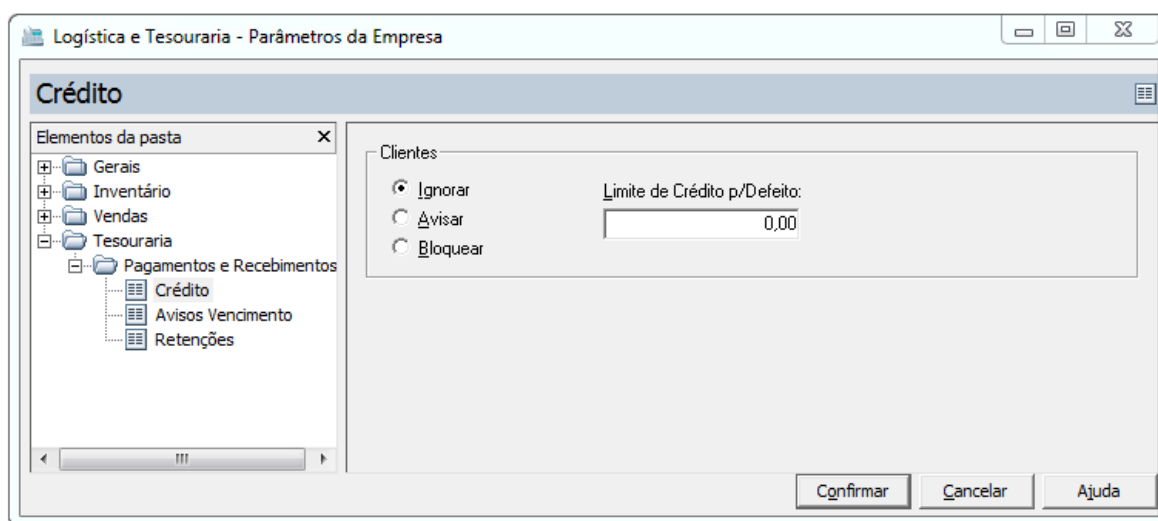 Logística e Tesouraria - Parâmetros da Empresa
Crédito
Elementos da pasta
Gerais
Inventário
Vendas
Tesouraria
Pagamentos e Recebimentos
Crédito
Avisos Vencimento
Retenções
Clientes
Ignorar
Avisar
Bloquear
Limite de Crédito p/Defeito:
0,00
Confirmar
Cancelar
Ajuda